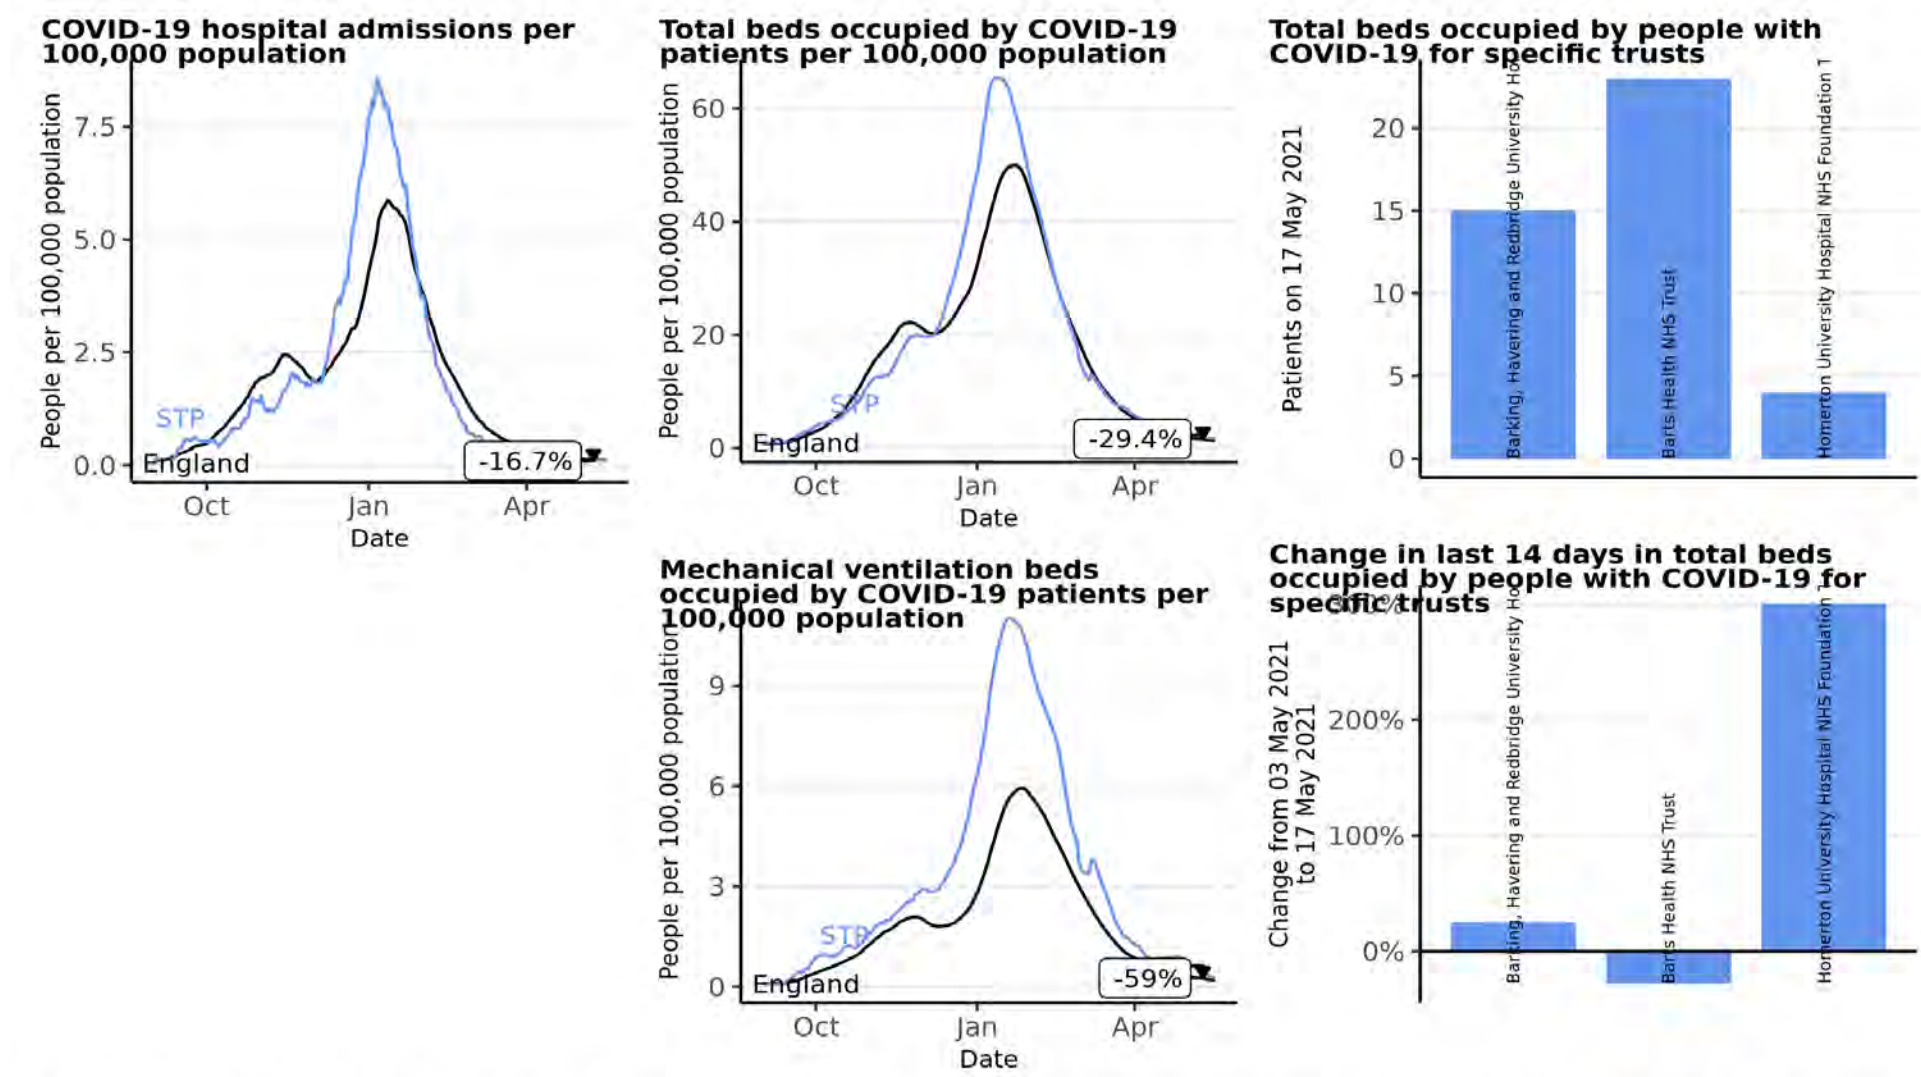 COVID-19 hospital admissions per
100,000 population
People per 100,000 population
7.5
5.0
2.5
0.0
STP
England
-16.7%
Oct
Jan
Apr
Date
Total beds occupied by COVID-19
patients per 100,000 population
People per 100,000 population
60
40
20
0
STP
England
-29.4%
Oct
Jan
Apr
Date
Total beds occupied by people with
COVID-19 for specific trusts
Patients on 17 May 2021
20
15
10
5
0
Barking, Havering and Redbridge University Ho
Barts Health NHS Trust
Homerton University Hospital NHS Foundation T
Mechanical ventilation beds
occupied by COVID-19 patients per
100,000 population
People per 100,000 population
9
6
3
0
STP
England
-59%
Oct
Jan
Apr
Date
Change in last 14 days in total beds
occupied by people with COVID-19 for
specific trusts
Change from 03 May 2021
to 17 May 2021
300%
200%
100%
0%
Barking, Havering and Redbridge University Ho
Barts Health NHS Trust
Homerton University Hospital NHS Foundation T